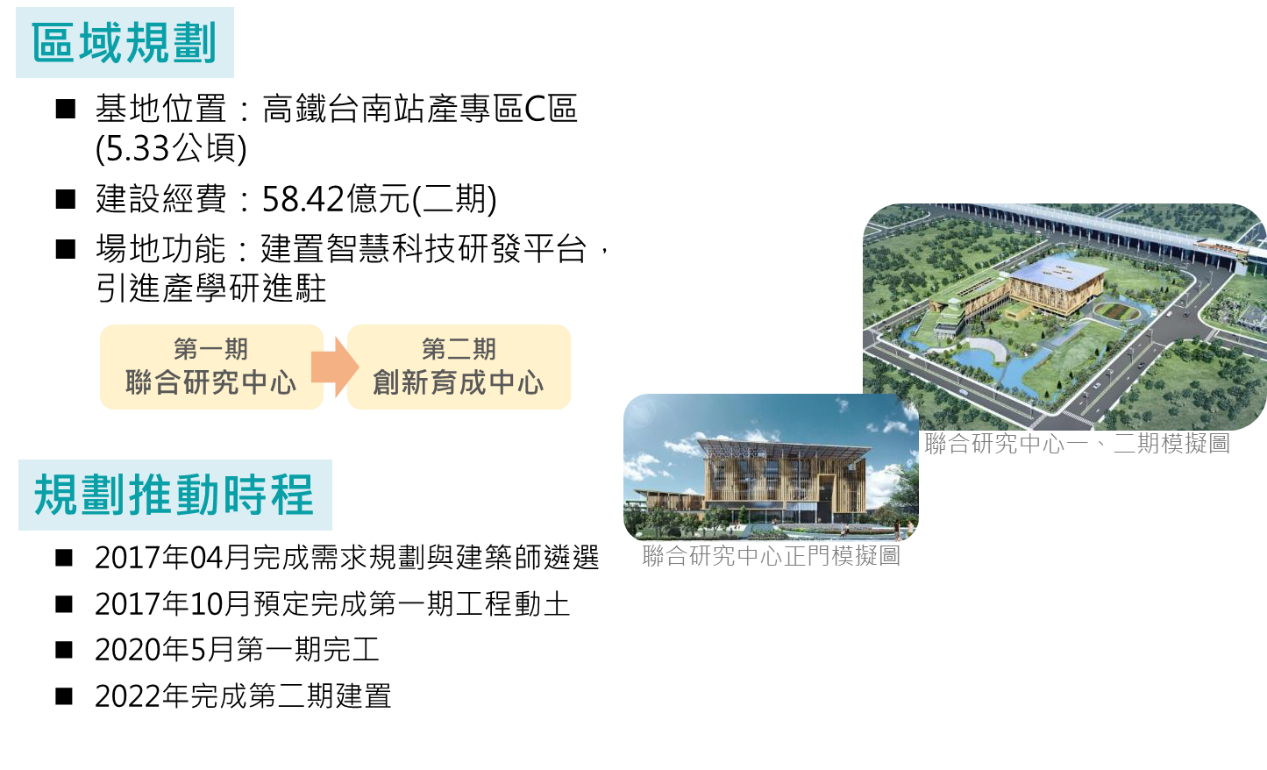 區域規劃
基地位置：高鐵台南站產專區C區
(5.33公頃)
建設經費：58.42億元(二期)
場地功能：建置智慧科技研發平台，
引進產學研進駐
第一期
聯合研究中心
第二期
創新育成中心
聯合研究中心一、二期模擬圖
聯合研究中心正門模擬圖
規劃推動時程
2017年04月完成需求規劃與建築師遴選
2017年10月預定完成第一期工程動土
2020年5月第一期完工
2022年完成第二期建置